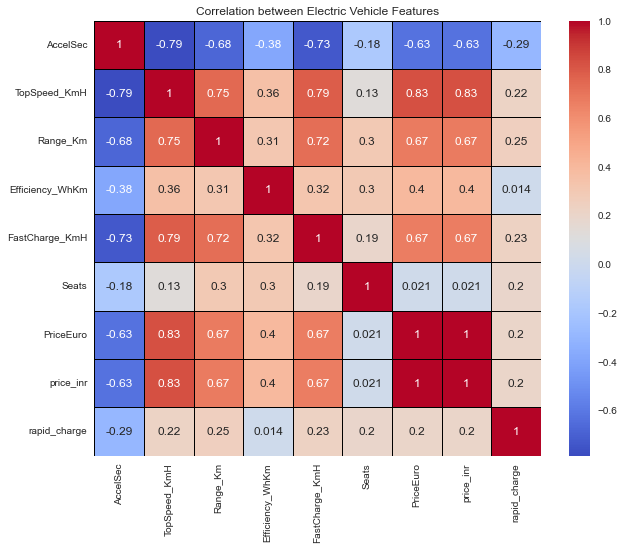 Correlation between Electric Vehicle Features
AccelSec 1 -0.79 -0.68 -0.38 -0.73 -0.18 -0.63 -0.63 -0.29
TopSpeed_KmH -0.79 1 0.75 0.36 0.79 0.13 0.83 0.83 0.22
Range_Km -0.68 0.75 1 0.31 0.72 0.3 0.67 0.67 0.25
Efficiency_WhKm -0.38 0.36 0.31 1 0.32 0.3 0.4 0.4 0.014
FastCharge_KmH -0.73 0.79 0.72 0.32 1 0.19 0.67 0.67 0.23
Seats -0.18 0.13 0.3 0.3 0.19 1 0.021 0.021 0.2
PriceEuro -0.63 0.83 0.67 0.4 0.67 0.021 1 1 0.2
price_inr -0.63 0.83 0.67 0.4 0.67 0.021 1 1 0.2
rapid_charge -0.29 0.22 0.25 0.014 0.23 0.2 0.2 0.2 1
AccelSec
TopSpeed_KmH
Range_Km
Efficiency_WhKm
FastCharge_KmH
Seats
PriceEuro
price_inr
rapid_charge
1.0
0.8
0.6
0.4
0.2
0.0
−0.2
−0.4
−0.6